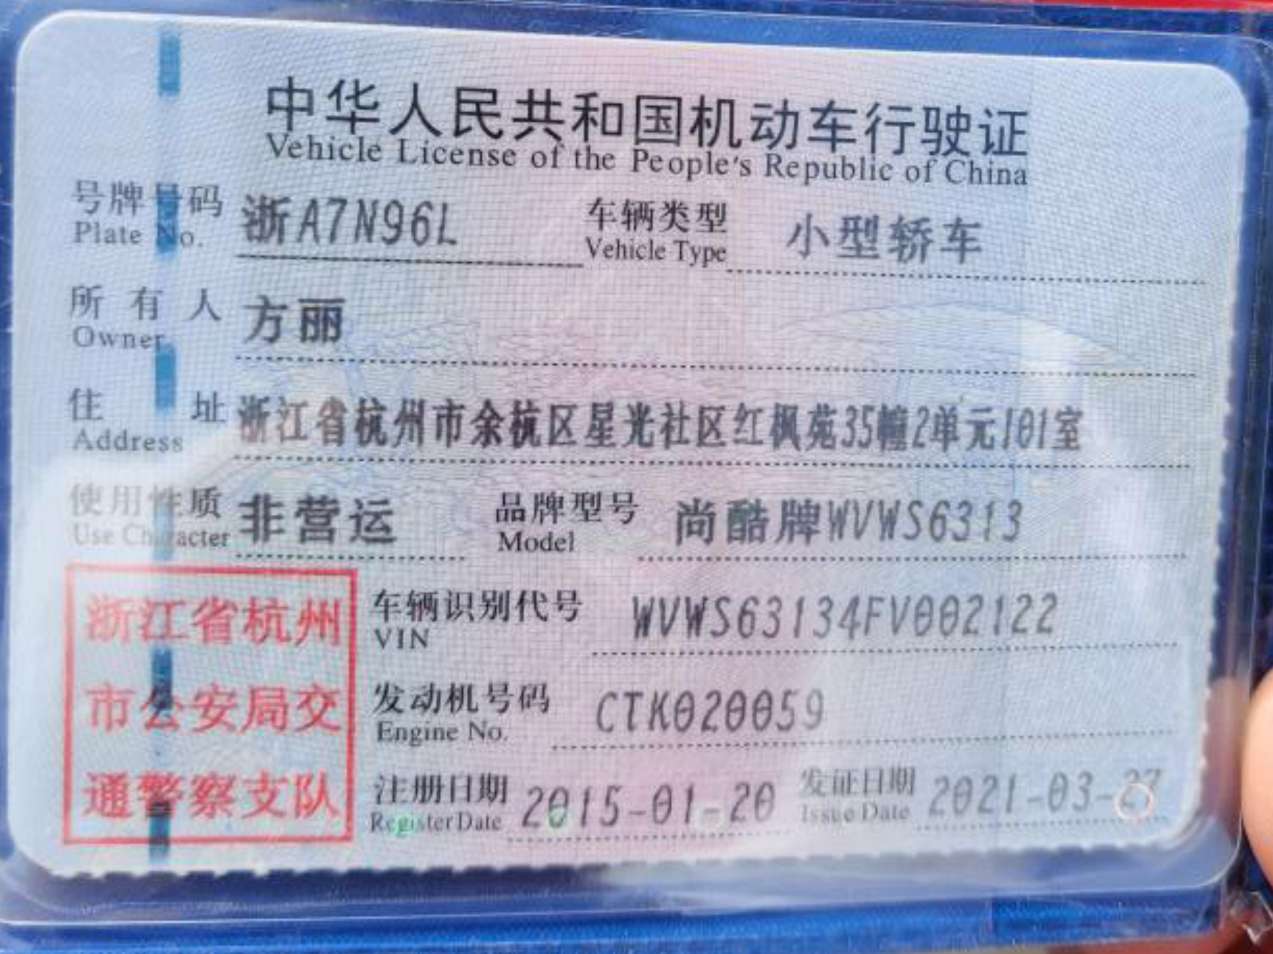 中华人民共和国机动车行驶证
Vehicle License of the People's Republic of China
号牌号码 浙A7N96L 车辆类型 小型轿车
Plate No. Vehicle Type
所有人 方丽
Owner
住址 浙江省杭州市余杭区星光社区红枫苑35幢2单元101室
Address
使用性质 非营运 品牌型号 尚酷牌WVWS6313
Use Character Model
浙江省杭州 车辆识别代号 WVWS63134FV002122
VIN
市公安局交 发动机号码 CTK020059
Engine No.
通警察支队 注册日期 2015-01-20 发证日期 2021-03-27
Register Date Issue Date